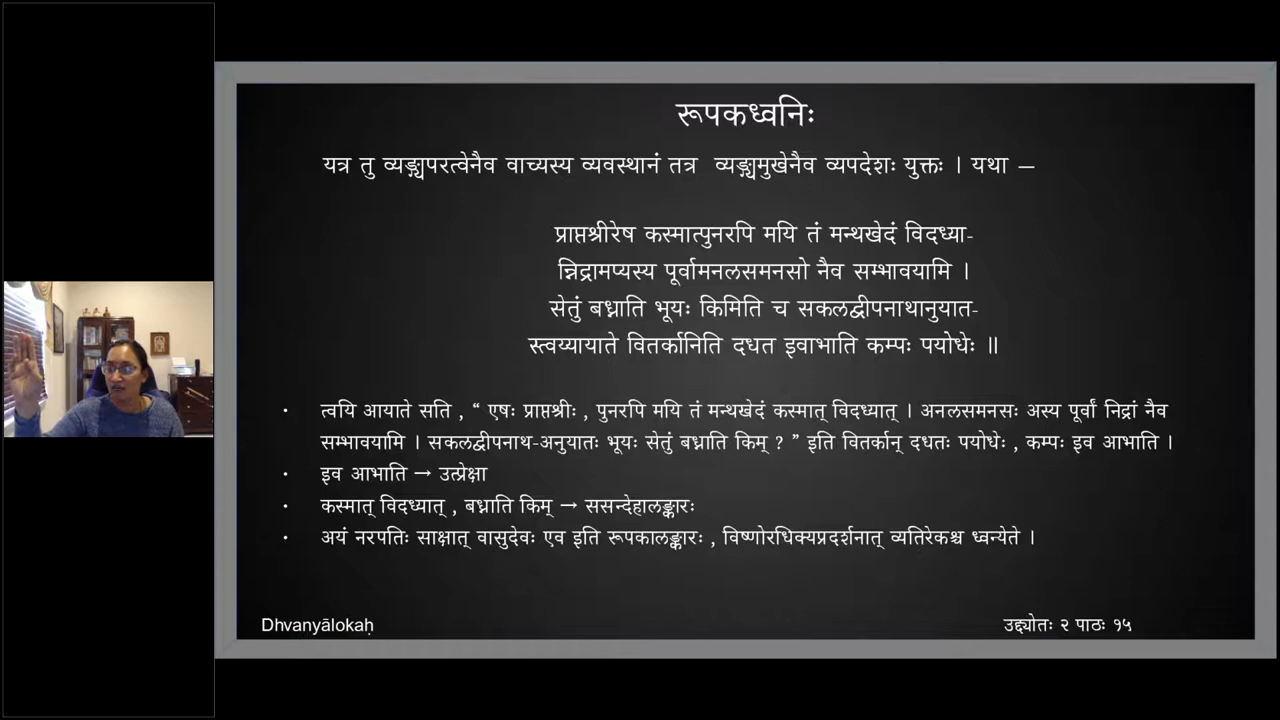 रूपकध्वनिः
यत्र तु व्यङ्ग्यपरत्वेनैव वाच्यस्य व्यवस्थानं तत्र व्यङ्ग्यमुखेनैव व्यपदेशः युक्तः । यथा —
प्राप्तश्रीरेष कस्मात्पुनरपि मयि तं मन्थखेदं विदध्या-
न्निद्रामप्यस्य पूर्वामनलसमनसो नैव सम्भावयामि ।
सेतुं बध्नाति भूयः किमिति च सकलद्वीपनाथानुयात-
स्त्वय्यायाते वितर्कानिति दधत इवाभाति कम्पः पयोधेः ॥
• त्वयि आयाते सति , “ एषः प्राप्तश्रीः , पुनरपि मयि तं मन्थखेदं कस्मात् विदध्यात् । अनलसमनसः अस्य पूर्वां निद्रां नैव
सम्भावयामि । सकलद्वीपनाथ-अनुयातः भूयः सेतुं बध्नाति किम् ? ” इति वितर्कान् दधतः पयोधेः , कम्पः इव आभाति ।
• इव आभाति → उत्प्रेक्षा
• कस्मात् विदध्यात् , बध्नाति किम् → ससन्देहालङ्कारः
• अयं नरपतिः साक्षात् वासुदेवः एव इति रूपकालङ्कारः , विष्णोरधिक्यप्रदर्शनात् व्यतिरेकश्च ध्वन्येते ।
Dhvanyālokaḥ
उद्द्योतः २ पाठः १५